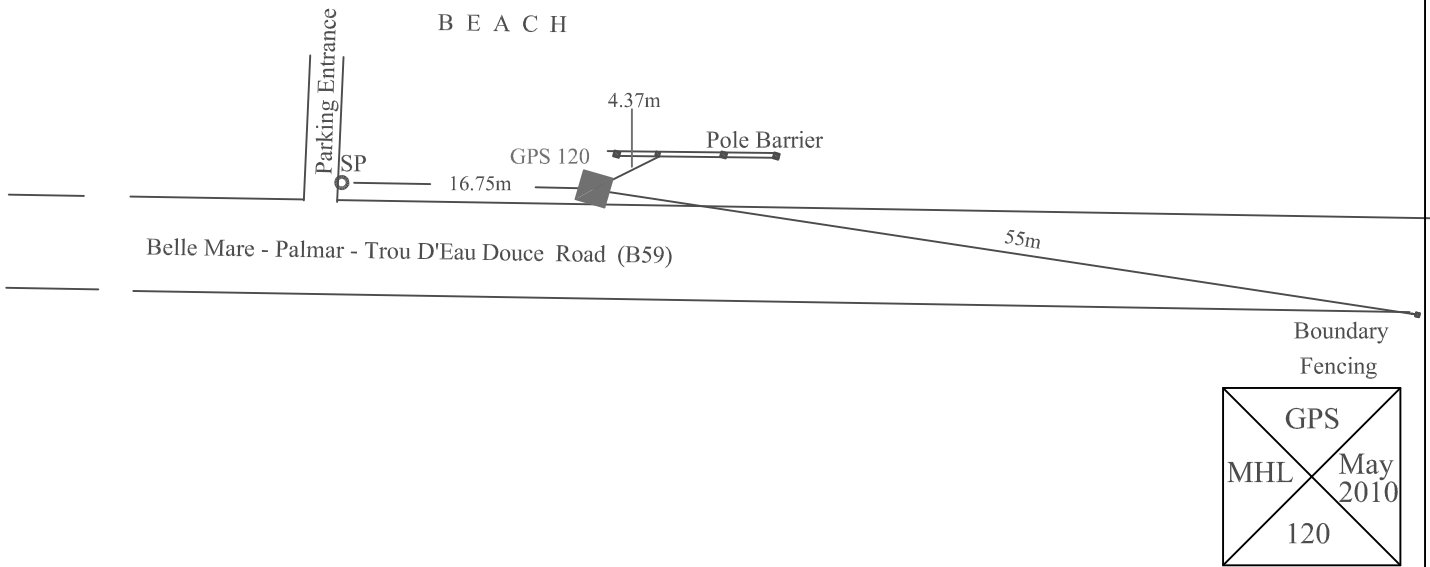 B E A C H
Parking Entrance
4.37m
Pole Barrier
GPS 120
SP
16.75m
Belle Mare - Palmar - Trou D'Eau Douce Road (B59)
55m
Boundary
Fencing
GPS
MHL
May
2010
120